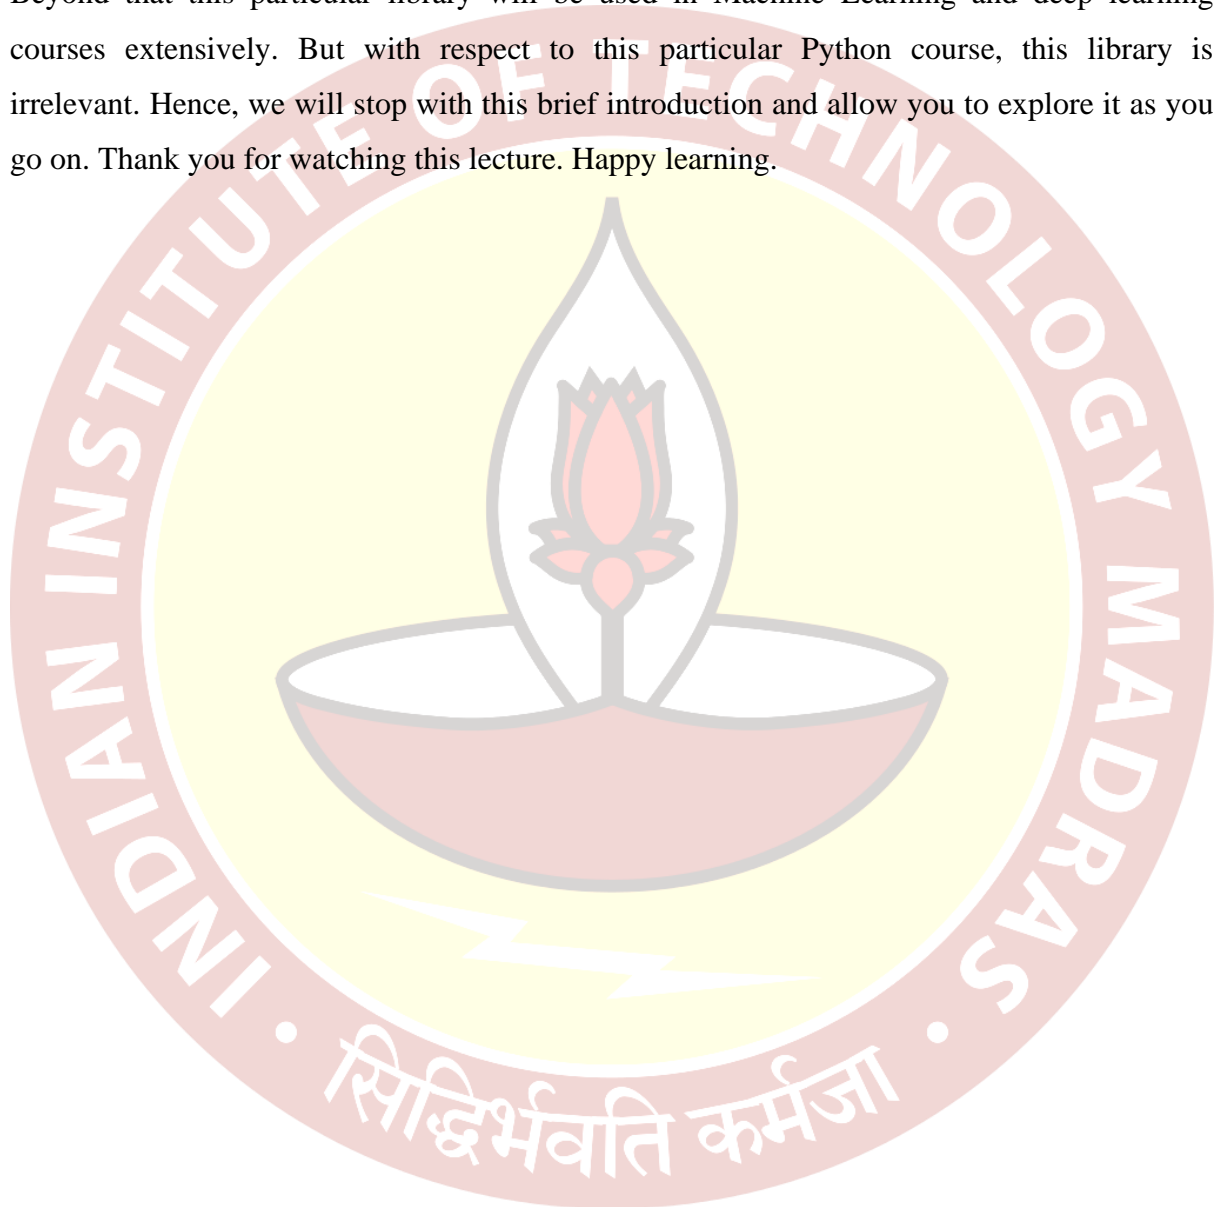 Beyond that this particular library will be used in Machine Learning and deep learning
courses extensively. But with respect to this particular Python course, this library is
irrelevant. Hence, we will stop with this brief introduction and allow you to explore it as you
go on. Thank you for watching this lecture. Happy learning.
INDIAN INSTITUTE OF TECHNOLOGY MADRAS
सिद्धिर्भवति कर्मजा